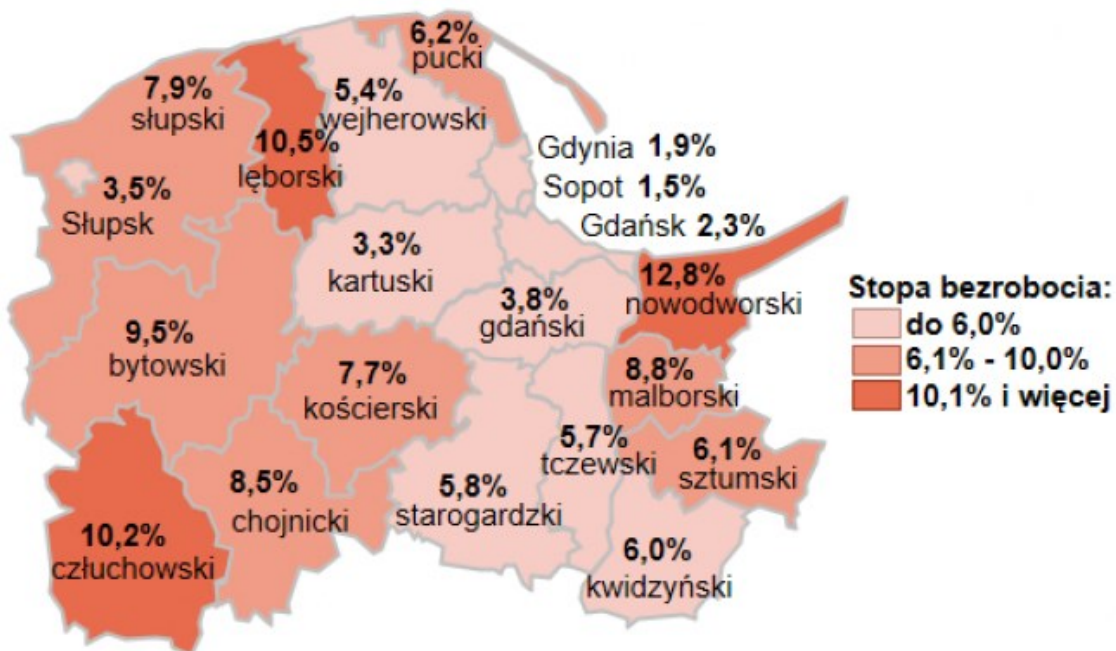 6,2%
pucki
7,9%
słupski
5,4%
wejherowski
10,5%
lęborski
Gdynia 1,9%
Sopot 1,5%
Gdańsk 2,3%
3,5%
Słupsk
3,3%
kartuski
12,8%
nowodworski
3,8%
gdański
9,5%
bytowski
7,7%
kościerski
8,8%
malborski
5,7%
tczewski
6,1%
sztumski
8,5%
chojnicki
5,8%
starogardzki
10,2%
człuchowski
6,0%
kwidzyński
Stopa bezrobocia:
do 6,0%
6,1% - 10,0%
10,1% i więcej